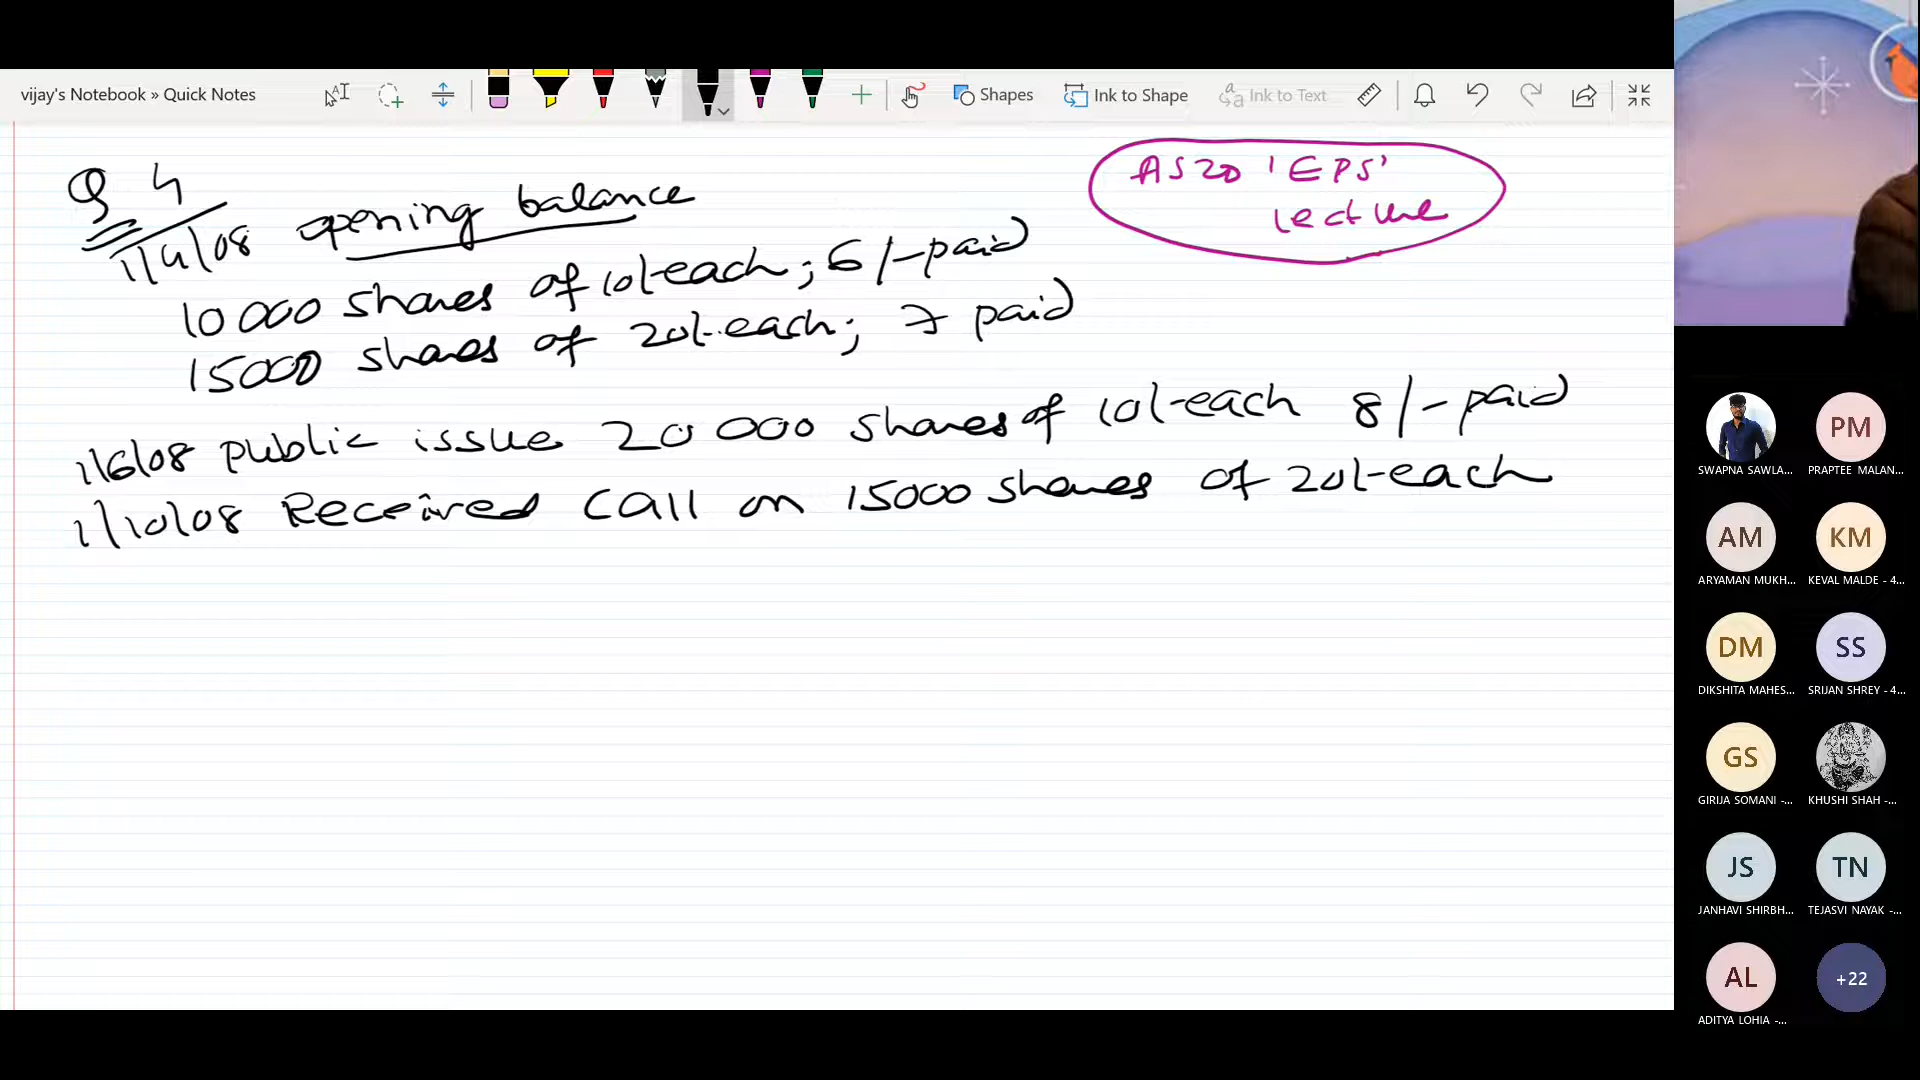 vijay's Notebook » Quick Notes
Shapes
Ink to Shape
Ink to Text
AS20 'EPS'
lecture
Q 4
1/4/08 opening balance
10000 shares of 10/-each; 6/-paid
15000 shares of 20/-each; 7 paid
1/6/08 public issue 20000 shares of 10/-each 8/-paid
1/10/08 Received call on 15000 shares of 20/-each
SWAPNA SAWLA...
PM
PRAPTEE MALAN...
AM
ARYAMAN MUKH...
KM
KEVAL MALDE - 4...
DM
DIKSHITA MAHES...
SS
SRIJAN SHREY - 4...
GS
GIRIJA SOMANI -...
KHUSHI SHAH -...
JS
JANHAVI SHIRBH...
TN
TEJASVI NAYAK -...
AL
ADITYA LOHIA -...
+22